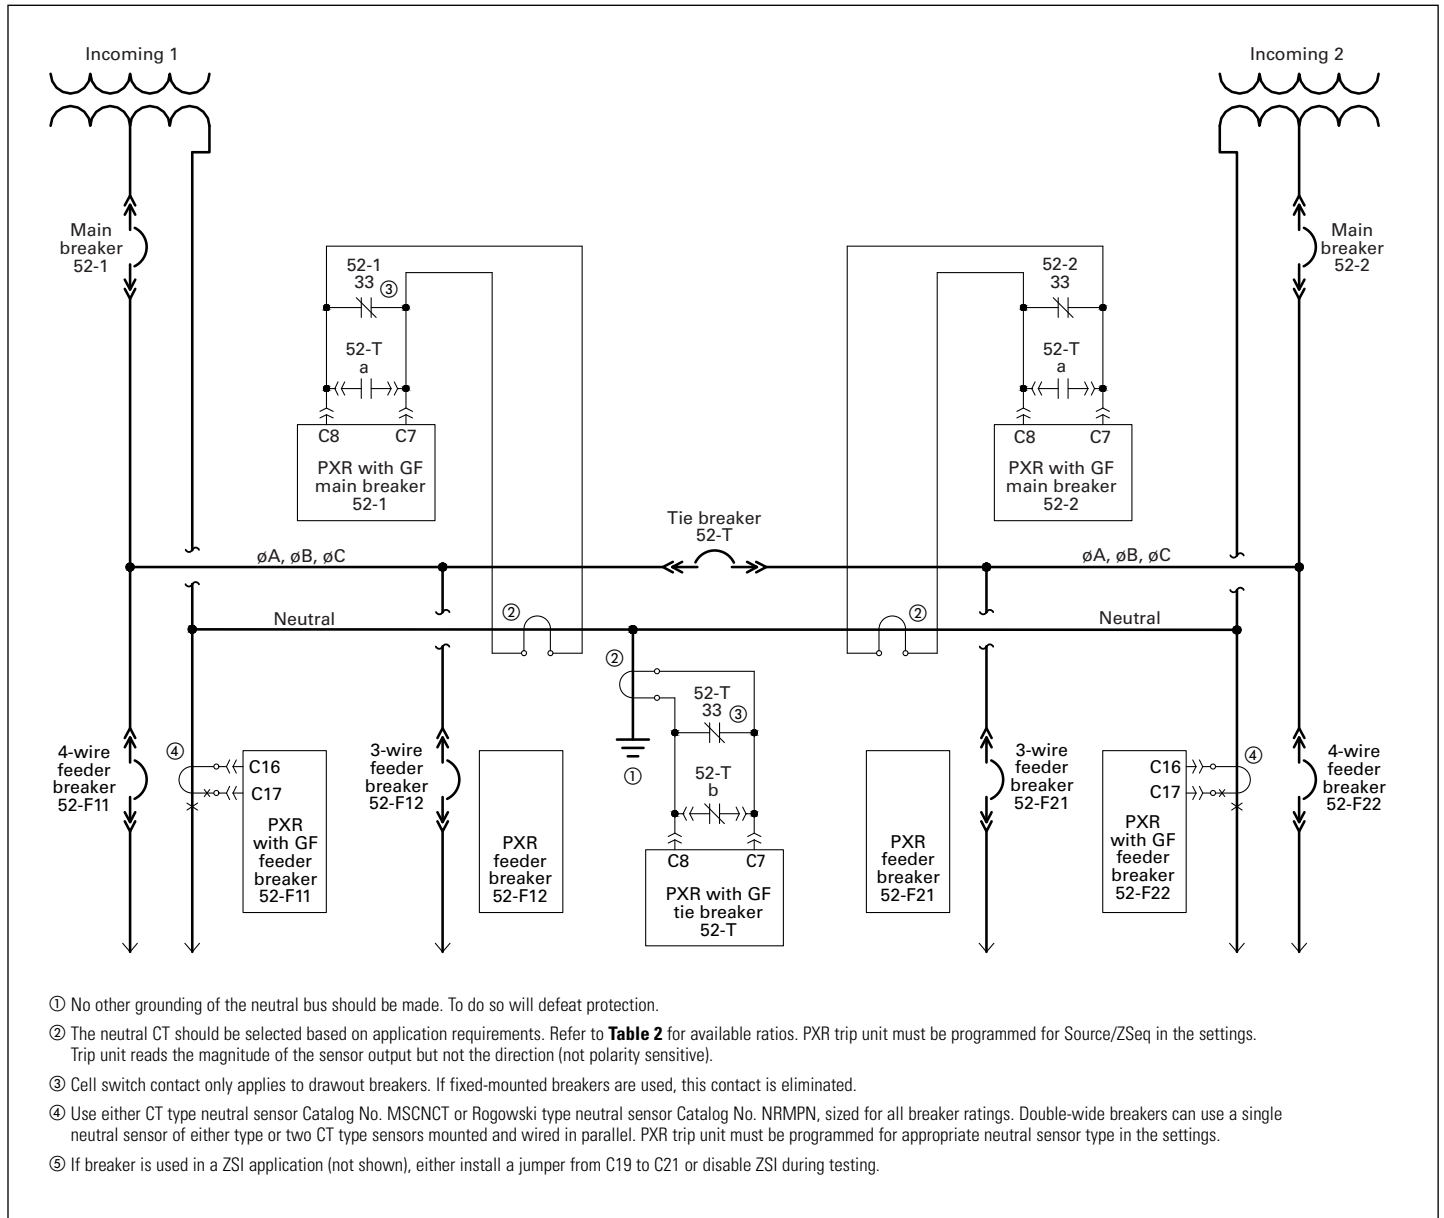 Incoming 1
Incoming 2
Main
breaker
52-1
Main
breaker
52-2
52-1
33 ③
52-T
a
C8 C7
PXR with GF
main breaker
52-1
52-2
33
52-T
a
C8 C7
PXR with GF
main breaker
52-2
Tie breaker
52-T
øA, øB, øC
øA, øB, øC
Neutral
②
②
Neutral
②
52-T
33 ③
①
52-T
b
C8 C7
PXR with GF
tie breaker
52-T
4-wire
feeder
breaker
52-F11
④
C16
C17
PXR
with GF
feeder
breaker
52-F11
3-wire
feeder
breaker
52-F12
PXR
feeder
breaker
52-F12
PXR
feeder
breaker
52-F21
3-wire
feeder
breaker
52-F21
C16
C17
PXR
with GF
feeder
breaker
52-F22
④
4-wire
feeder
breaker
52-F22
① No other grounding of the neutral bus should be made. To do so will defeat protection.
② The neutral CT should be selected based on application requirements. Refer to Table 2 for available ratios. PXR trip unit must be programmed for Source/ZSeq in the settings.
Trip unit reads the magnitude of the sensor output but not the direction (not polarity sensitive).
③ Cell switch contact only applies to drawout breakers. If fixed-mounted breakers are used, this contact is eliminated.
④ Use either CT type neutral sensor Catalog No. MSCNCT or Rogowski type neutral sensor Catalog No. NRMPN, sized for all breaker ratings. Double-wide breakers can use a single
neutral sensor of either type or two CT type sensors mounted and wired in parallel. PXR trip unit must be programmed for appropriate neutral sensor type in the settings.
⑤ If breaker is used in a ZSI application (not shown), either install a jumper from C19 to C21 or disable ZSI during testing.